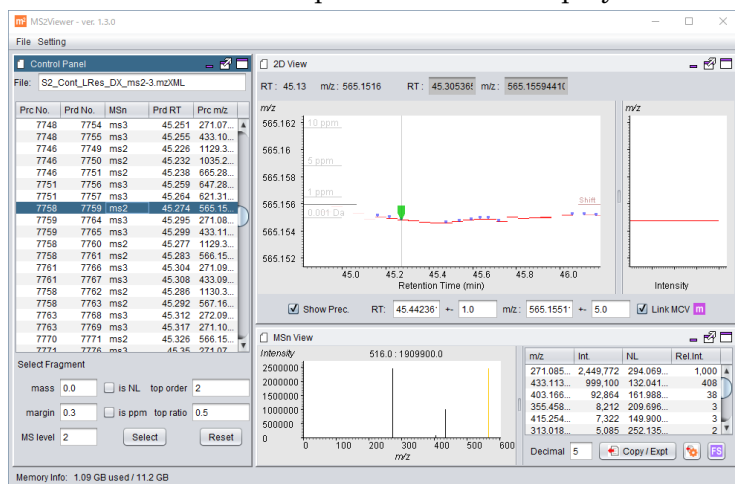 MS2Viewer - ver. 1.3.0
File Setting
Control Panel
File: S2_Cont_LRes_DX_ms2-3.mzXML
Prc No. Prd No. MSn Prd RT Prc m/z
7748 7754 ms3 45.251 271.07...
7748 7755 ms3 45.255 433.10...
7746 7749 ms2 45.226 1129.3...
7746 7750 ms2 45.232 1035.2...
7746 7751 ms2 45.238 665.28...
7751 7756 ms3 45.259 647.28...
7751 7757 ms3 45.264 621.31...
7758 7759 ms2 45.274 565.15...
7759 7764 ms3 45.295 271.08...
7759 7765 ms3 45.299 433.11...
7758 7760 ms2 45.277 1129.3...
7758 7761 ms2 45.283 566.15...
7761 7766 ms3 45.304 271.09...
7761 7767 ms3 45.308 433.09...
7758 7762 ms2 45.286 1130.3...
7758 7763 ms2 45.292 567.16...
7763 7768 ms3 45.312 272.09...
7763 7769 ms3 45.317 271.10...
7770 7771 ms2 45.326 566.15...
7771 7776 ms3 45.35 271.07...
Select Fragment
mass 0.0 is NL top order 2
margin 0.3 is ppm top ratio 0.5
MS level 2 Select Reset
Memory Info: 1.09 GB used / 11.2 GB
2D View
RT: 45.13 m/z: 565.1516 RT: 45.30536 m/z: 565.15594410
m/z
565.162
565.16
565.158
565.156
565.154
565.152
10 ppm
5 ppm
1 ppm
0.001 Da
Shift
45.0 45.2 45.4 45.6 45.8 46.0
Retention Time (min)
m/z
Intensity
Show Prec. RT: 45.44236 +- 1.0 m/z: 565.1551 +- 5.0 Link MCV m
MSn View
Intensity 516.0 : 1909900.0
2500000
2000000
1500000
1000000
500000
0
0 100 200 300 400 500 600
m/z
m/z Int. NL Rel.Int.
271.085... 2,449,772 294.069... 1,000
433.113... 999,100 132.041... 408
403.166... 92,864 161.988... 38
355.458... 8,212 209.696... 3
415.254... 7,322 149.900... 3
313.018... 5,085 252.135... 2
Decimal 5 Copy / Expt FS